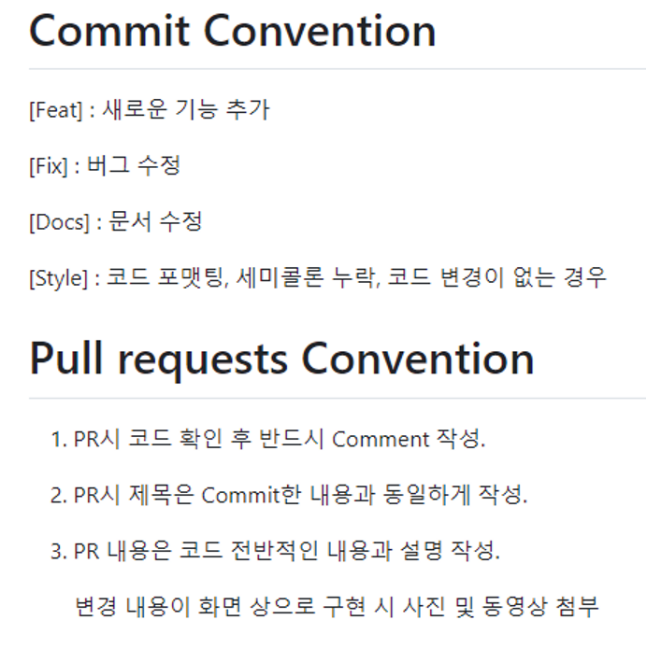 Commit Convention
[Feat] : 새로운 기능 추가
[Fix] : 버그 수정
[Docs] : 문서 수정
[Style] : 코드 포맷팅, 세미콜론 누락, 코드 변경이 없는 경우
Pull requests Convention
1. PR시 코드 확인 후 반드시 Comment 작성.
2. PR시 제목은 Commit한 내용과 동일하게 작성.
3. PR 내용은 코드 전반적인 내용과 설명 작성.
변경 내용이 화면 상으로 구현 시 사진 및 동영상 첨부